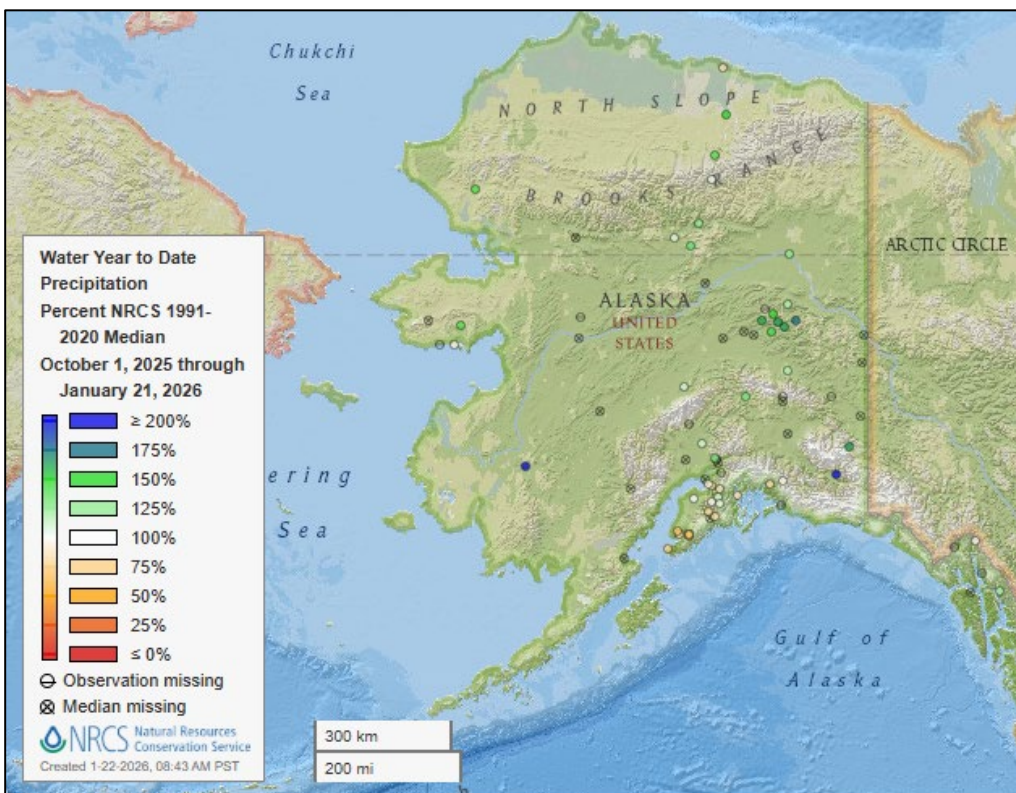 Chukchi
Sea
NORTH SLOPE
BROOKS RANGE
ARCTIC CIRCLE
ALASKA
UNITED
STATES
ering
Sea
Gulf of
Alaska
Water Year to Date
Precipitation
Percent NRCS 1991-
2020 Median
October 1, 2025 through
January 21, 2026
≥ 200%
175%
150%
125%
100%
75%
50%
25%
≤ 0%
Observation missing
Median missing
NRCS Natural Resources
Conservation Service
Created 1-22-2026, 08:43 AM PST
300 km
200 mi